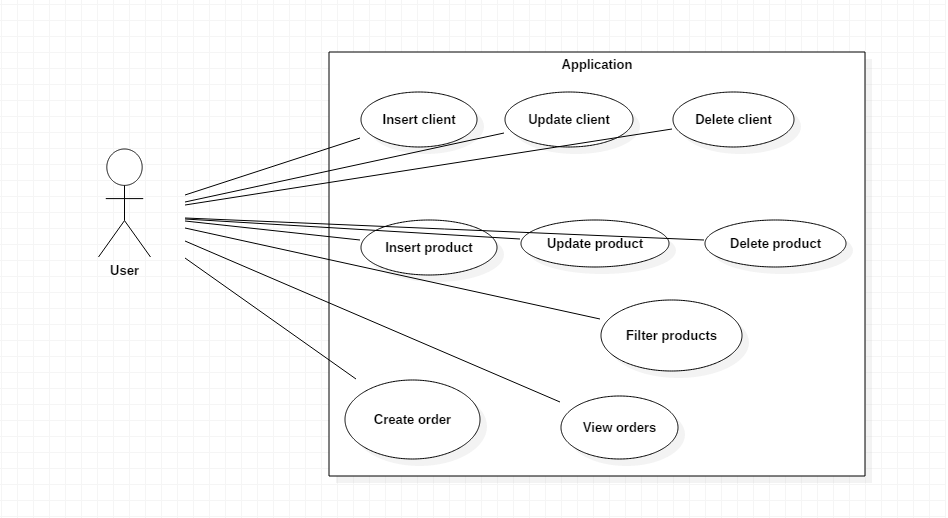 Application
Insert client
Update client
Delete client
User
Insert product
Update product
Delete product
Filter products
Create order
View orders